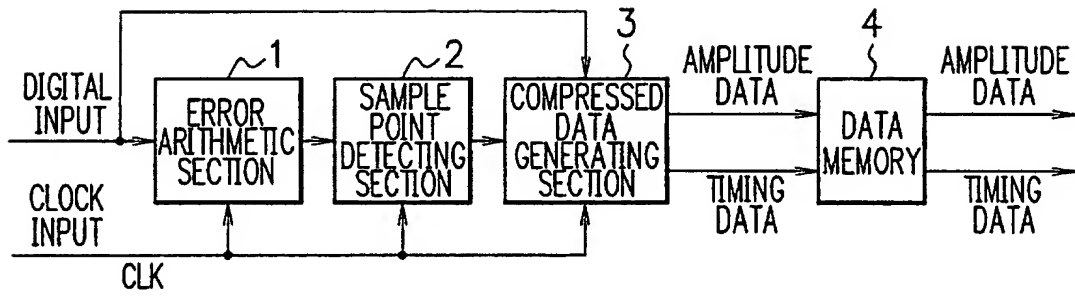 1
2
3
4
DIGITAL
INPUT
ERROR
ARITHMETIC
SECTION
SAMPLE
POINT
DETECTING
SECTION
COMPRESSED
DATA
GENERATING
SECTION
AMPLITUDE
DATA
DATA
MEMORY
AMPLITUDE
DATA
TIMING
DATA
TIMING
DATA
CLOCK
INPUT
CLK